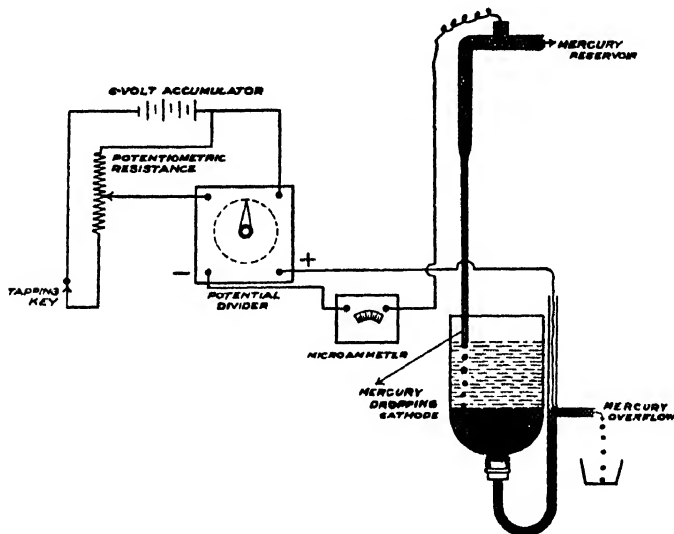 MERCURY
RESERVOIR
6-VOLT ACCUMULATOR
POTENTIOMETRIC
RESISTANCE
+
−
TAPPING
KEY
POTENTIAL
DIVIDER
MICROAMMETER
MERCURY
DROPPING
CATHODE
MERCURY
OVERFLOW